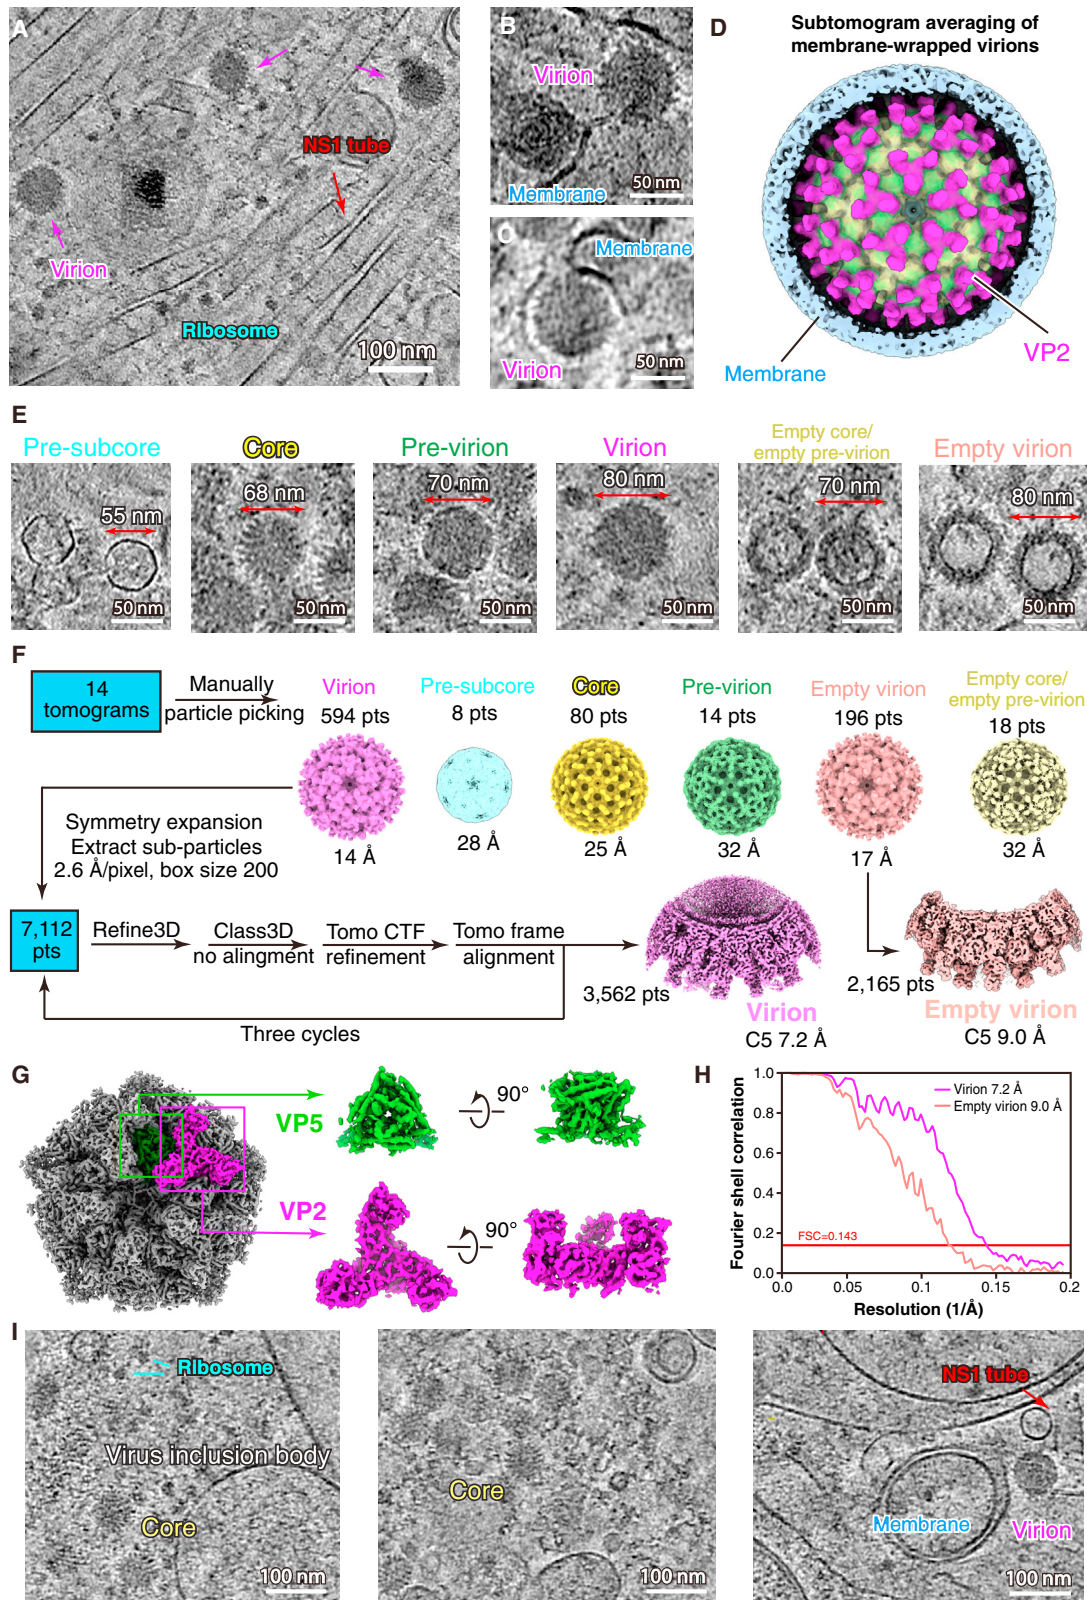 A
NS1 tube
Virion
Ribosome
100 nm
B
Virion
Membrane
50 nm
C
Membrane
Virion
50 nm
D
Subtomogram averaging of
membrane-wrapped virions
VP2
Membrane
E
Pre-subcore
Core
Pre-virion
Virion
Empty core/
empty pre-virion
Empty virion
55 nm
68 nm
70 nm
80 nm
70 nm
80 nm
50 nm
50 nm
50 nm
50 nm
50 nm
50 nm
F
14
tomograms
Manually
particle picking
Virion
594 pts
14 Å
Pre-subcore
8 pts
28 Å
Core
80 pts
25 Å
Pre-virion
14 pts
32 Å
Empty virion
196 pts
17 Å
Empty core/
empty pre-virion
18 pts
32 Å
Symmetry expansion
Extract sub-particles
2.6 Å/pixel, box size 200
7,112
pts
Refine3D
Class3D
no alingment
Tomo CTF
refinement
Tomo frame
alignment
Three cycles
3,562 pts
Virion
C5 7.2 Å
2,165 pts
Empty virion
C5 9.0 Å
G
VP5
90°
VP2
90°
H
Fourier shell correlation
1.0
0.8
0.6
0.4
0.2
0.0
Virion 7.2 Å
Empty virion 9.0 Å
FSC=0.143
0.0
0.05
0.1
0.15
0.2
Resolution (1/Å)
I
Ribosome
Virus inclusion body
Core
100 nm
Core
100 nm
NS1 tube
Membrane
Virion
100 nm